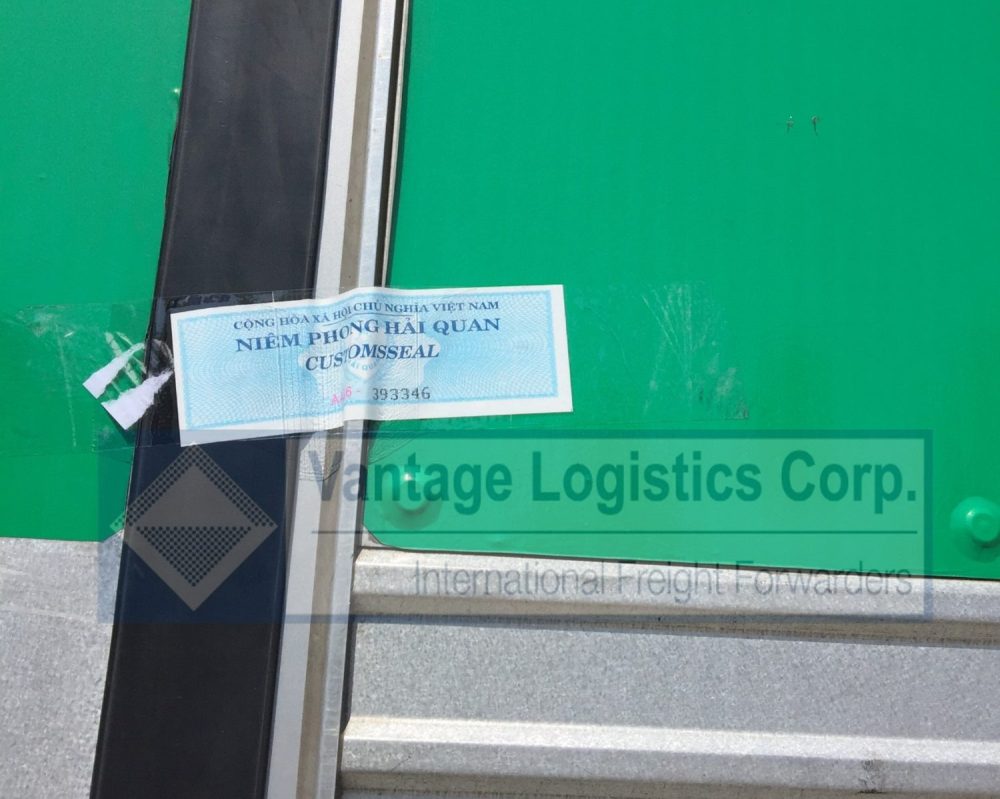 CỘNG HÒA XÃ HỘI CHỦ NGHĨA VIỆT NAM
NIÊM PHONG HẢI QUAN
CUSTOMSSEAL
393346
Vantage Logistics Corp.
International Freight Forwarders